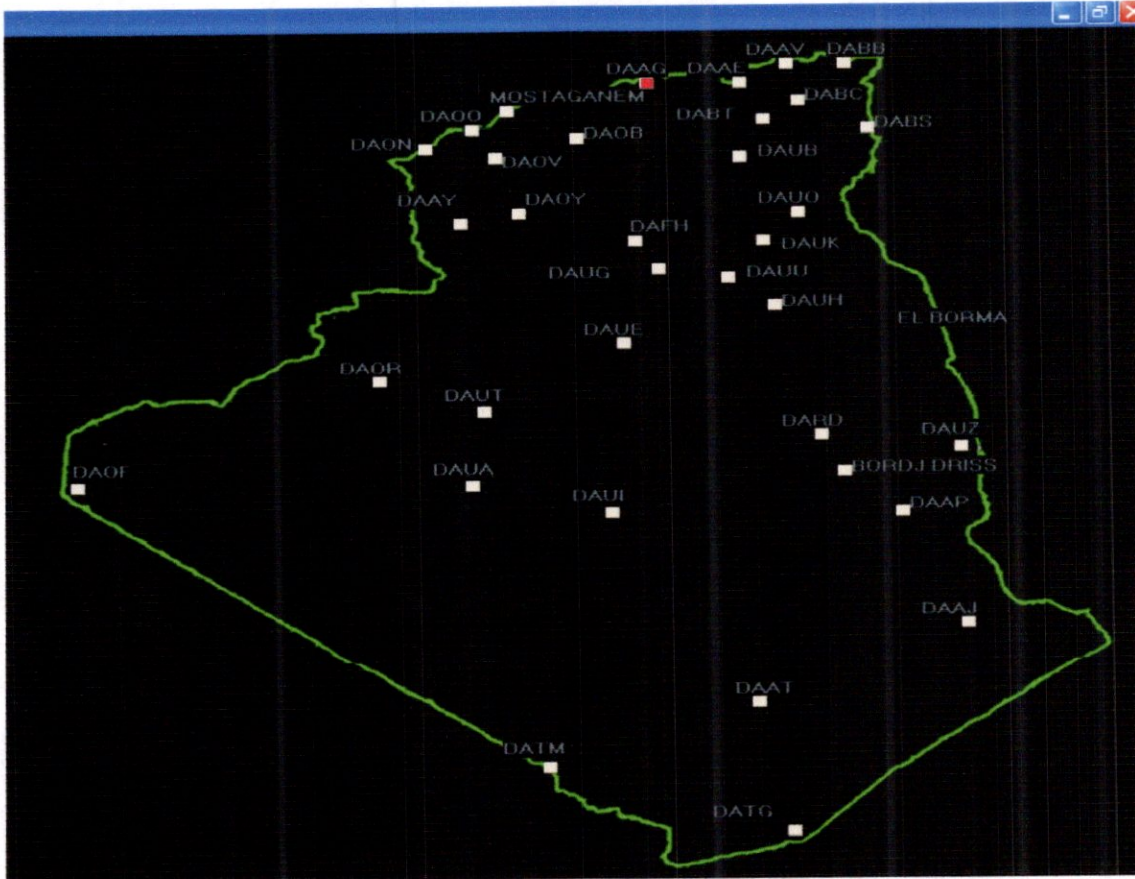 DAAV
DABB
DAAG
DAAE
MOSTAGANEM
DABC
DABT
DAOO
DABS
DAOB
DAON
DAOV
DAUB
DAAY
DAOY
DAUO
DAFH
DAUK
DAUG
DAUU
DAUH
EL BORMA
DAUE
DAOR
DAUT
DARD
DAUZ
DAOF
DAUA
BORDJ DRISS
DAUI
DAAP
DAAJ
DAAT
DATM
DATG